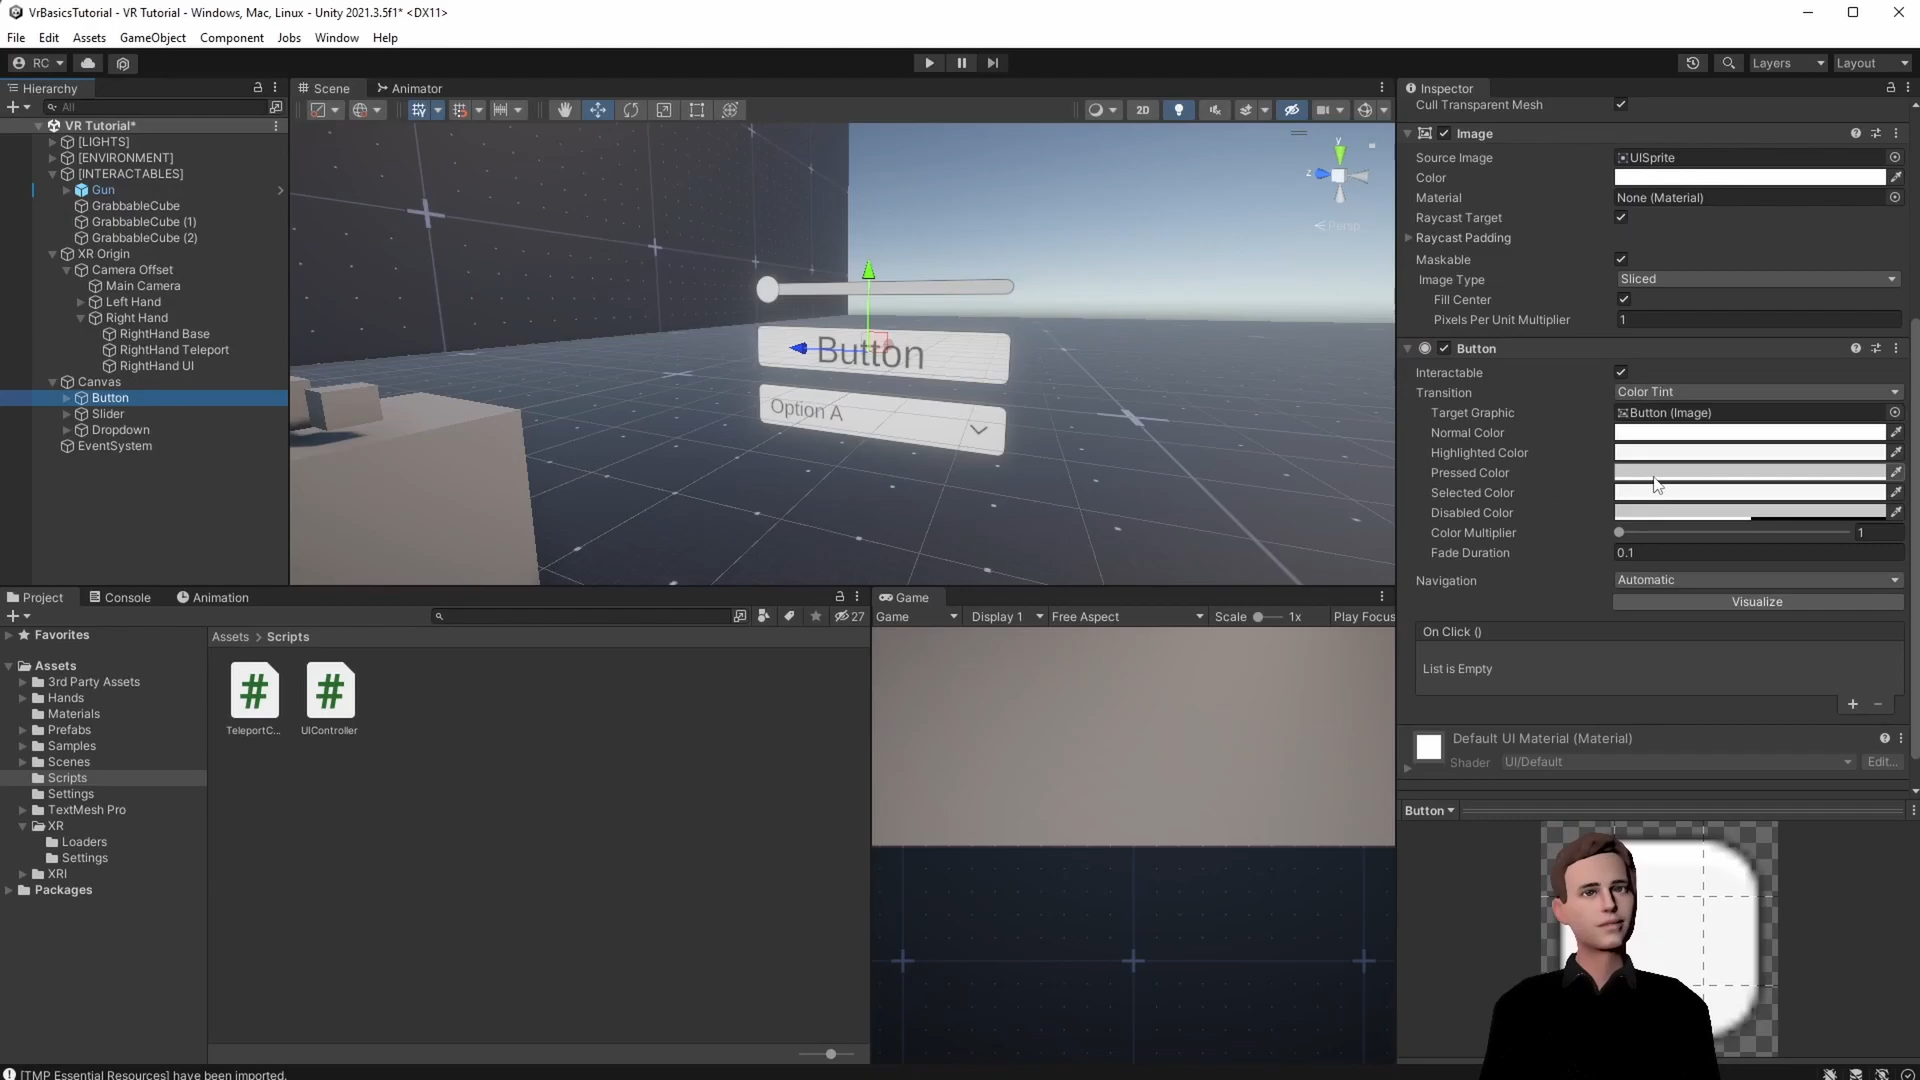 VrBasicsTutorial - VR Tutorial - Windows, Mac, Linux - Unity 2021.3.5f1* <DX11>
File Edit Assets GameObject Component Jobs Window Help
RC Layers Layout
Hierarchy
All
VR Tutorial*
[LIGHTS]
[ENVIRONMENT]
[INTERACTABLES]
Gun
GrabbableCube
GrabbableCube (1)
GrabbableCube (2)
XR Origin
Camera Offset
Main Camera
Left Hand
Right Hand
RightHand Base
RightHand Teleport
RightHand UI
Canvas
Button
Slider
Dropdown
EventSystem
Scene Animator
2D
y
z
Persp
Button
Option A
Inspector
Cull Transparent Mesh
Image
Source Image UISprite
Color
Material None (Material)
Raycast Target
Raycast Padding
Maskable
Image Type Sliced
Fill Center
Pixels Per Unit Multiplier 1
Button
Interactable
Transition Color Tint
Target Graphic Button (Image)
Normal Color
Highlighted Color
Pressed Color
Selected Color
Disabled Color
Color Multiplier 1
Fade Duration 0.1
Navigation Automatic
Visualize
On Click ()
List is Empty
Default UI Material (Material)
Shader UI/Default Edit...
Button
Project Console Animation
27
Favorites
Assets
3rd Party Assets
Hands
Materials
Prefabs
Samples
Scenes
Scripts
Settings
TextMesh Pro
XR
Loaders
Settings
XRI
Packages
Assets > Scripts
TeleportC...
UIController
Game
Game Display 1 Free Aspect Scale 1x Play Focus
[TMP Essential Resources] have been imported.